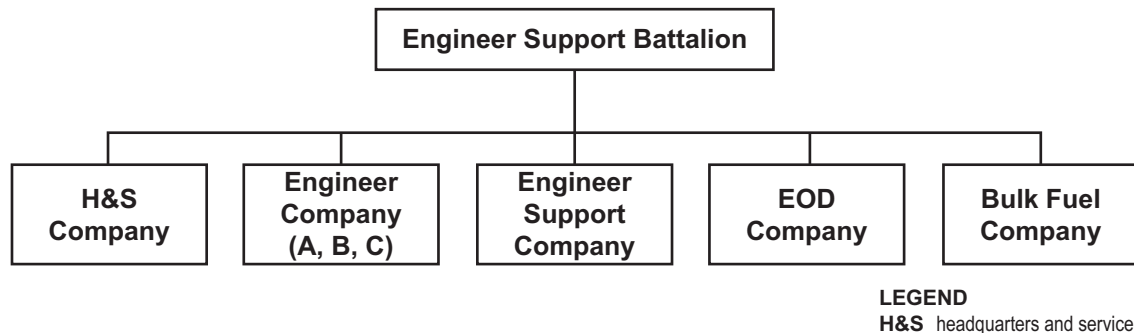 Engineer Support Battalion
H&S
Company
Engineer
Company
(A, B, C)
Engineer
Support
Company
EOD
Company
Bulk Fuel
Company
LEGEND
H&S headquarters and service